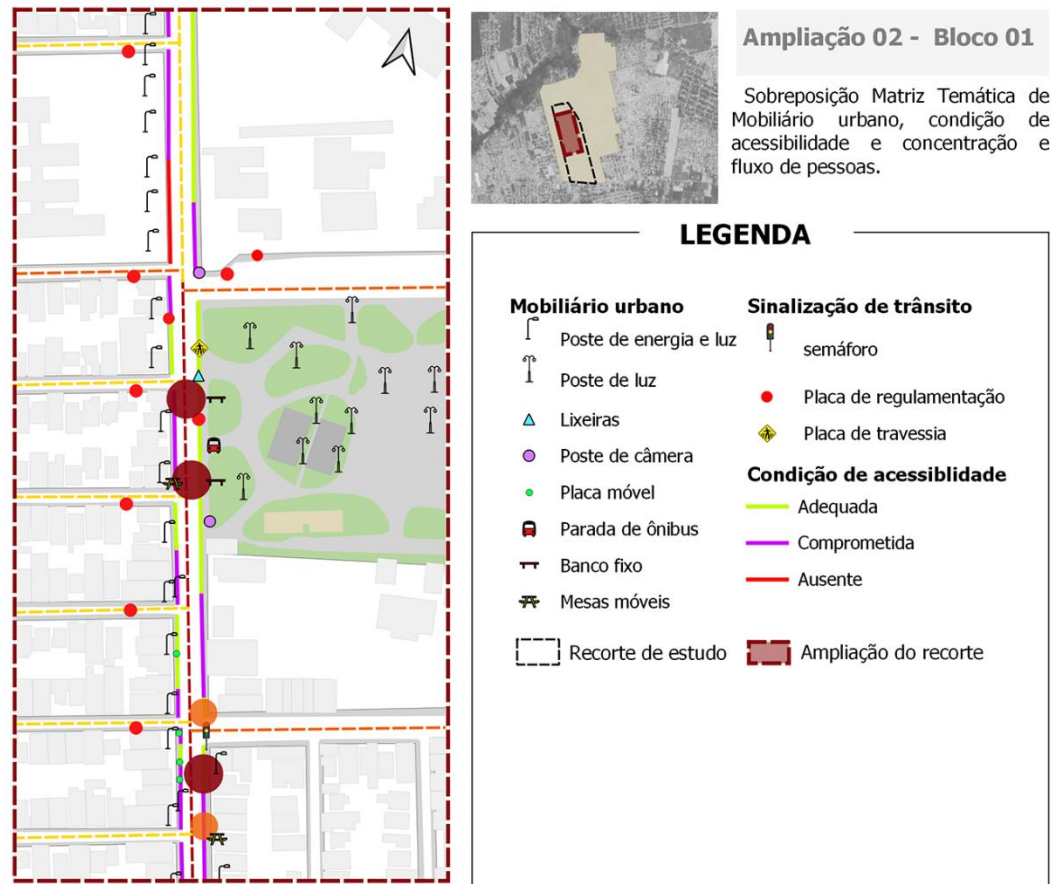 Ampliação 02 - Bloco 01
Sobreposição Matriz Temática de
Mobiliário urbano, condição de
acessibilidade e concentração e
fluxo de pessoas.
LEGENDA
Mobiliário urbano
Poste de energia e luz
Poste de luz
Lixeiras
Poste de câmera
Placa móvel
Parada de ônibus
Banco fixo
Mesas móveis
Sinalização de trânsito
semáforo
Placa de regulamentação
Placa de travessia
Condição de acessiblidade
Adequada
Comprometida
Ausente
Recorte de estudo
Ampliação do recorte